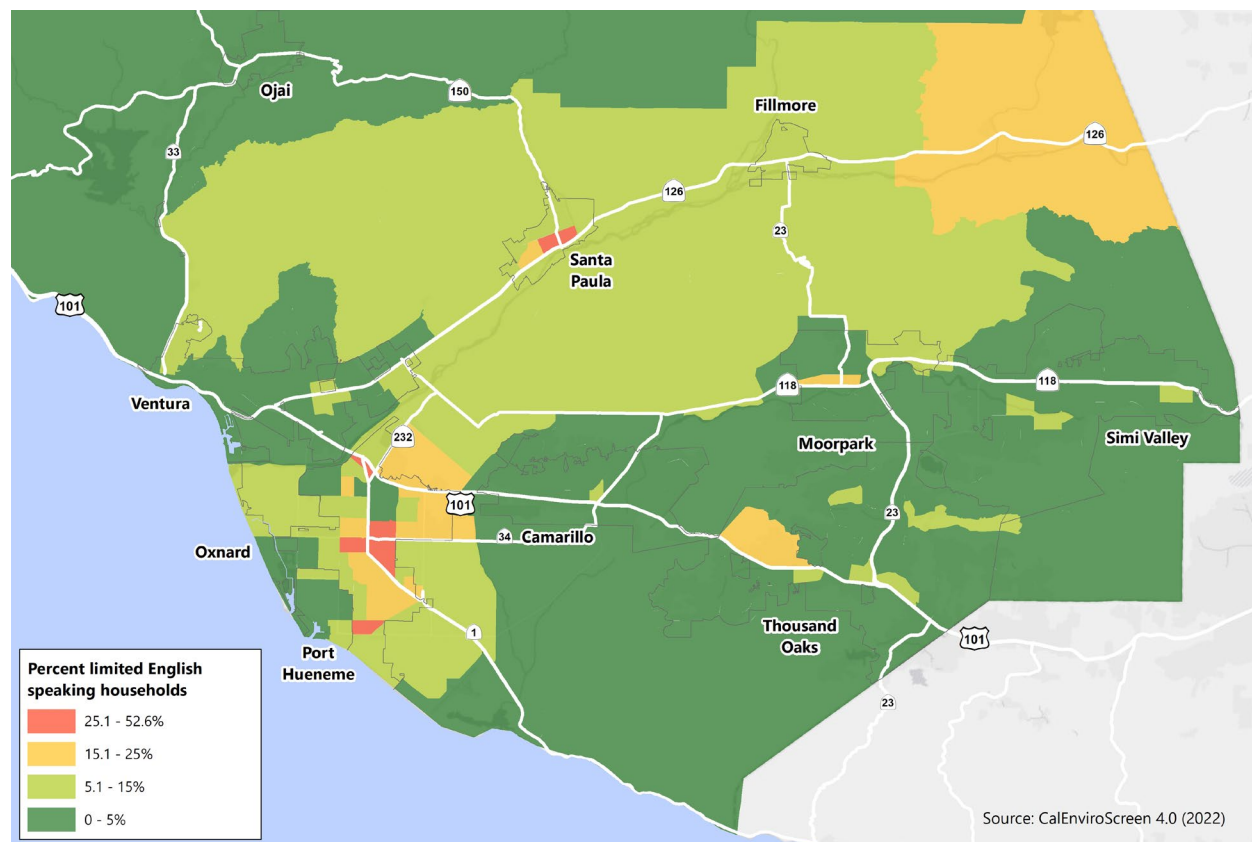 Ojai
150
Fillmore
33
126
126
23
Santa
Paula
101
118
118
Ventura
232
Moorpark
Simi Valley
101
23
34
Camarillo
Oxnard
1
Thousand
Oaks
101
Port
Hueneme
23
Percent limited English
speaking households
25.1 - 52.6%
15.1 - 25%
5.1 - 15%
0 - 5%
Source: CalEnviroScreen 4.0 (2022)